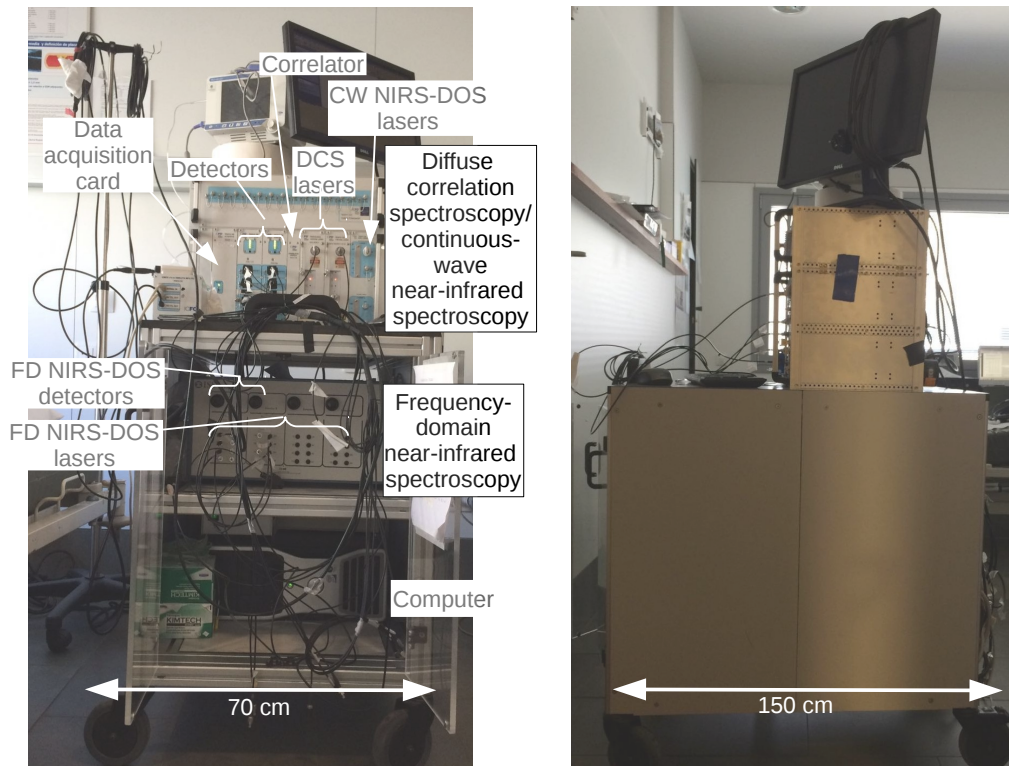 Correlator
CW NIRS-DOS
lasers
Data
acquisition
card
Detectors
DCS
lasers
Diffuse
correlation
spectroscopy/
continuous-
wave
near-infrared
spectroscopy
FD NIRS-DOS
detectors
FD NIRS-DOS
lasers
Frequency-
domain
near-infrared
spectroscopy
Computer
KIMTECH
70 cm
150 cm